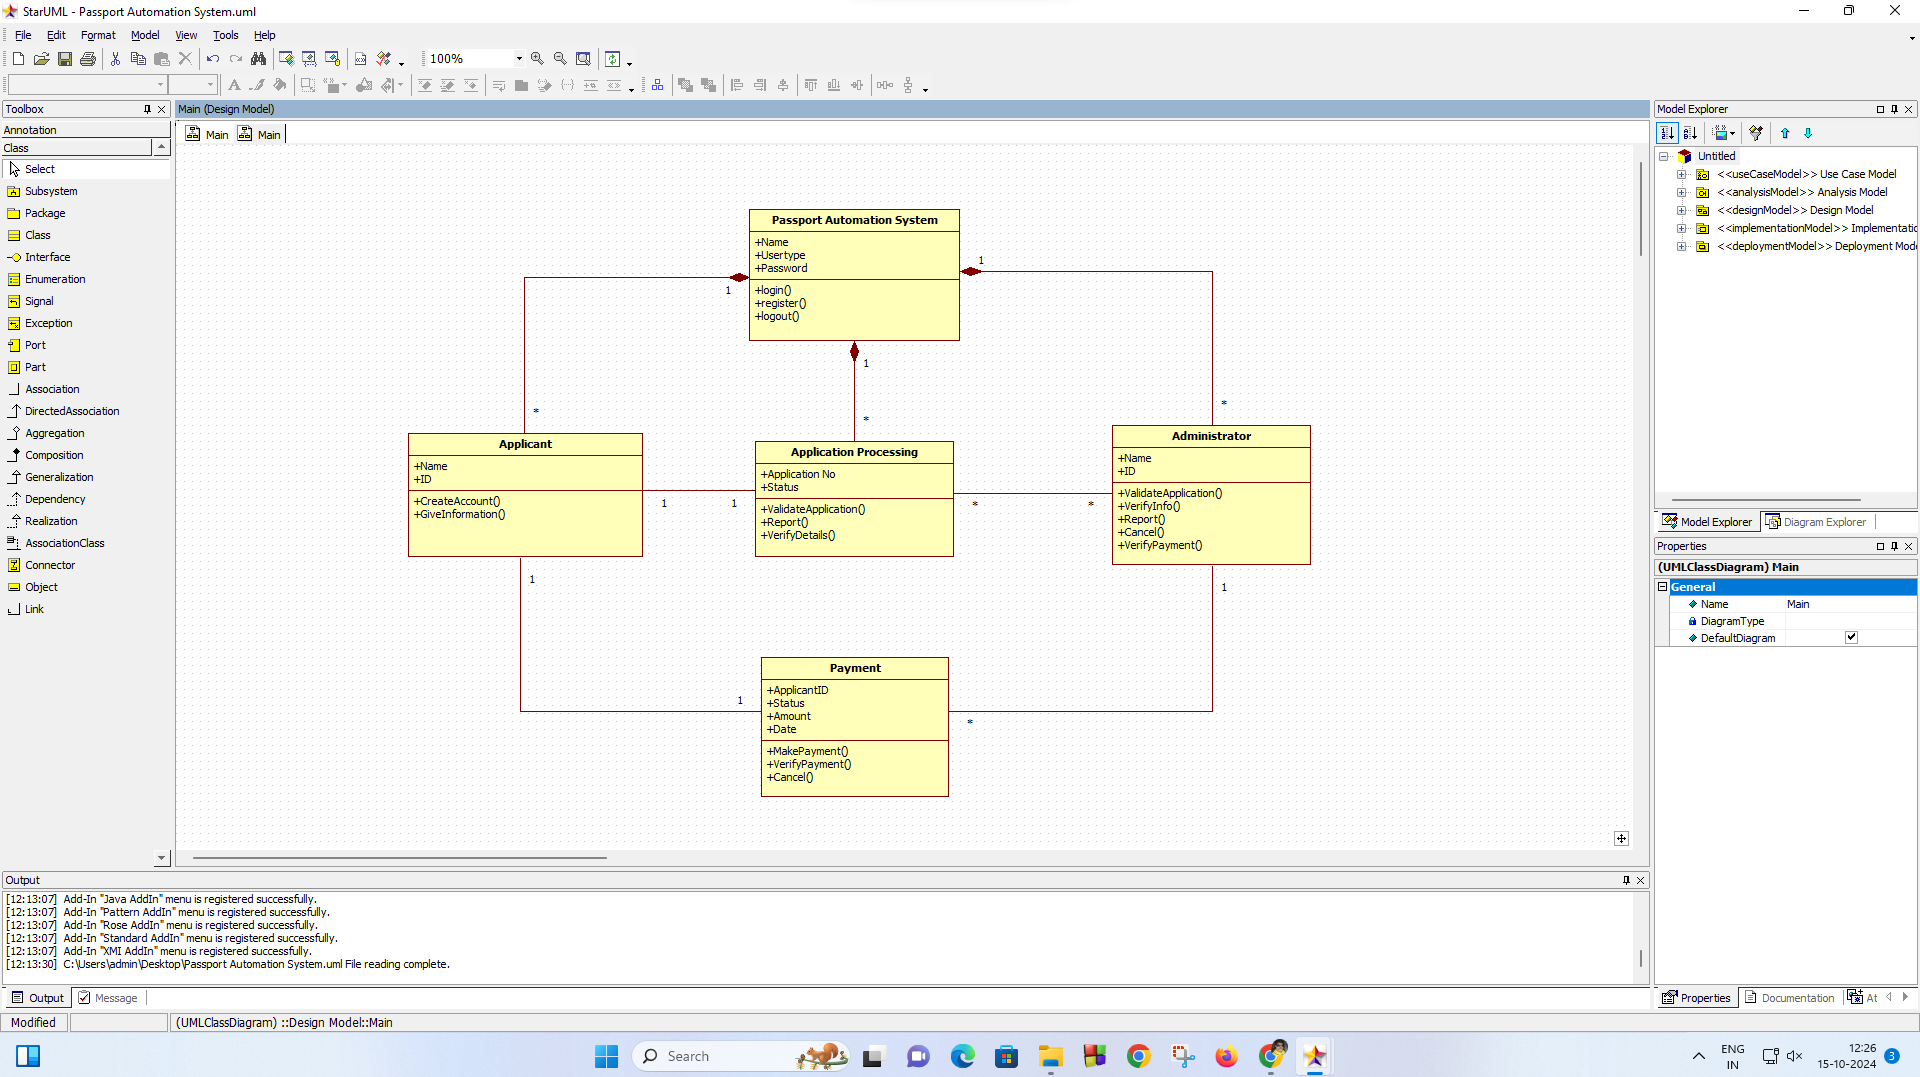 StarUML - Passport Automation System.uml
File Edit Format Model View Tools Help
100%
Toolbox
Annotation
Class
Select
Subsystem
Package
Class
Interface
Enumeration
Signal
Exception
Port
Part
Association
DirectedAssociation
Aggregation
Composition
Generalization
Dependency
Realization
AssociationClass
Connector
Object
Link
Main (Design Model)
Main Main
Passport Automation System
+Name
+Usertype
+Password
+login()
+register()
+logout()
1
1
1
*
*
*
Applicant
+Name
+ID
+CreateAccount()
+GiveInformation()
Application Processing
+Application No
+Status
+ValidateApplication()
+Report()
+VerifyDetails()
Administrator
+Name
+ID
+ValidateApplication()
+VerifyInfo()
+Report()
+Cancel()
+VerifyPayment()
1 1
* *
1
1
Payment
+ApplicantID
+Status
+Amount
+Date
+MakePayment()
+VerifyPayment()
+Cancel()
1
*
Model Explorer
Untitled
<<useCaseModel>> Use Case Model
<<analysisModel>> Analysis Model
<<designModel>> Design Model
<<implementationModel>> Implementatic
<<deploymentModel>> Deployment Mode
Model Explorer Diagram Explorer
Properties
(UMLClassDiagram) Main
General
Name Main
DiagramType
DefaultDiagram
Properties Documentation At
Output
[12:13:07] Add-In "Java AddIn" menu is registered successfully.
[12:13:07] Add-In "Pattern AddIn" menu is registered successfully.
[12:13:07] Add-In "Rose AddIn" menu is registered successfully.
[12:13:07] Add-In "Standard AddIn" menu is registered successfully.
[12:13:07] Add-In "XMI AddIn" menu is registered successfully.
[12:13:30] C:\Users\admin\Desktop\Passport Automation System.uml File reading complete.
Output Message
Modified (UMLClassDiagram) ::Design Model::Main
Search
ENG
IN
12:26
15-10-2024
3